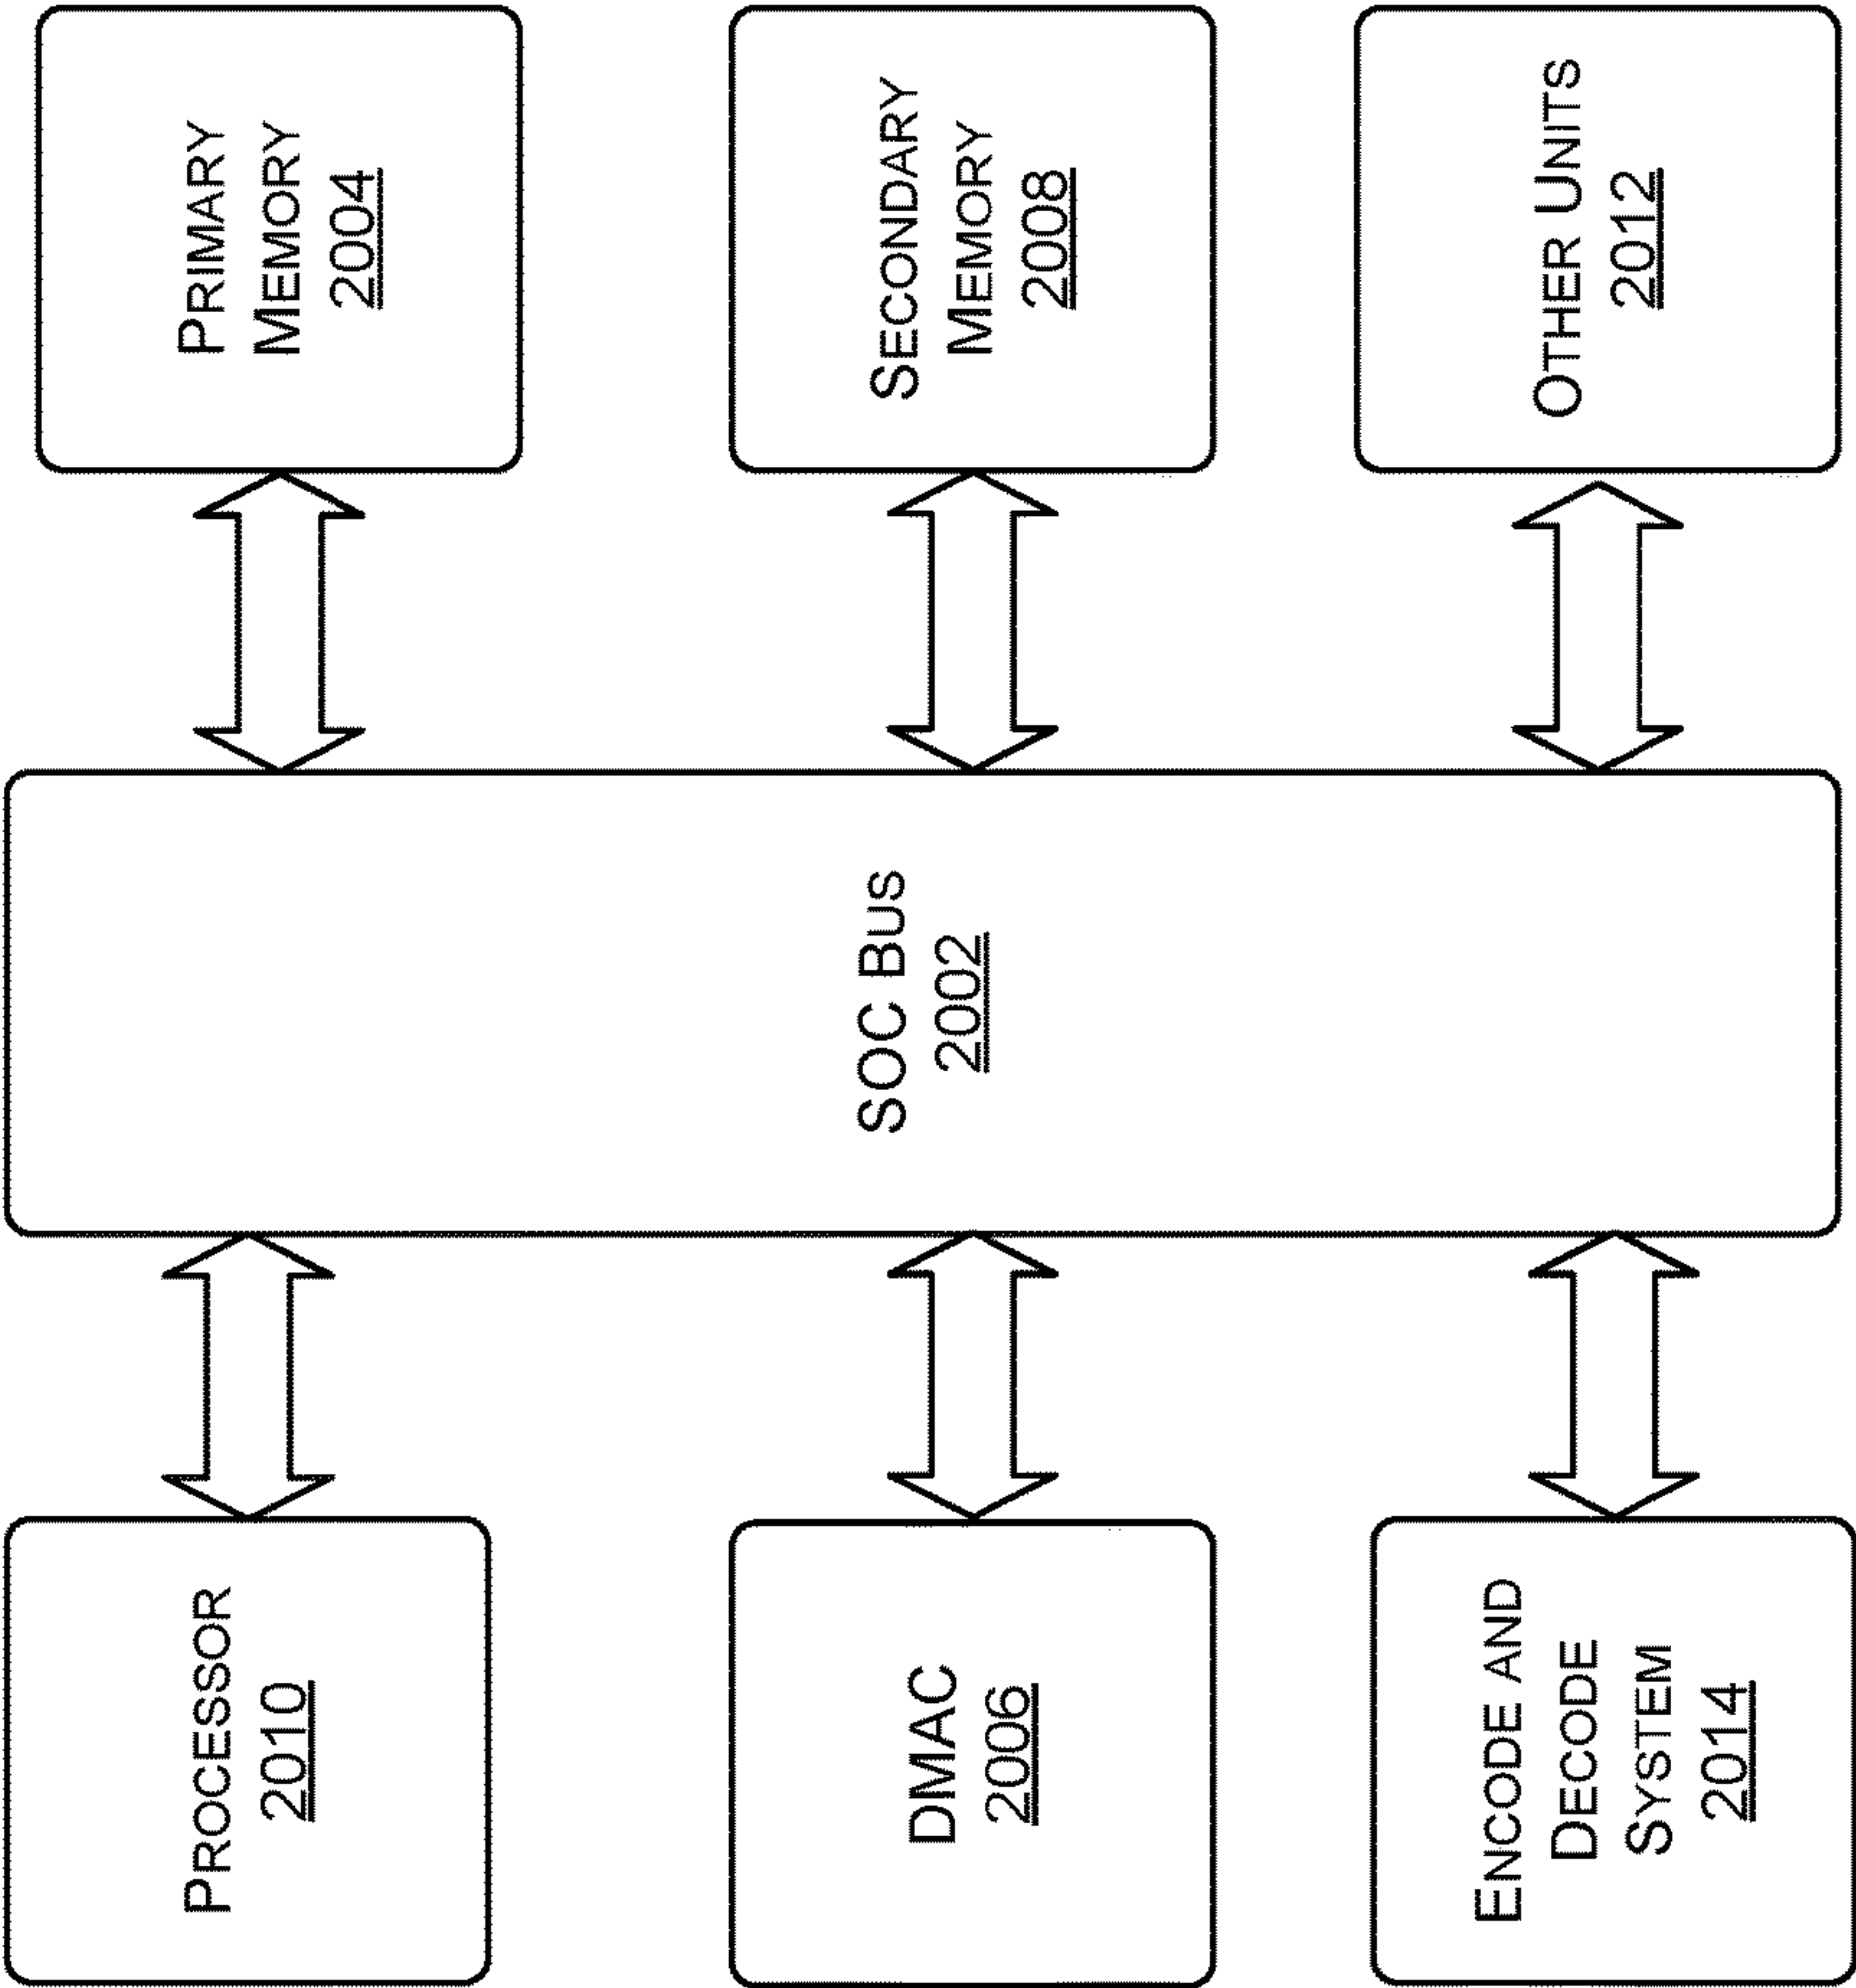 PROCESSOR
2010
DMAC
2006
ENCODE AND
DECODE
SYSTEM
2014
SOC BUS
2002
PRIMARY
MEMORY
2004
SECONDARY
MEMORY
2008
OTHER UNITS
2012